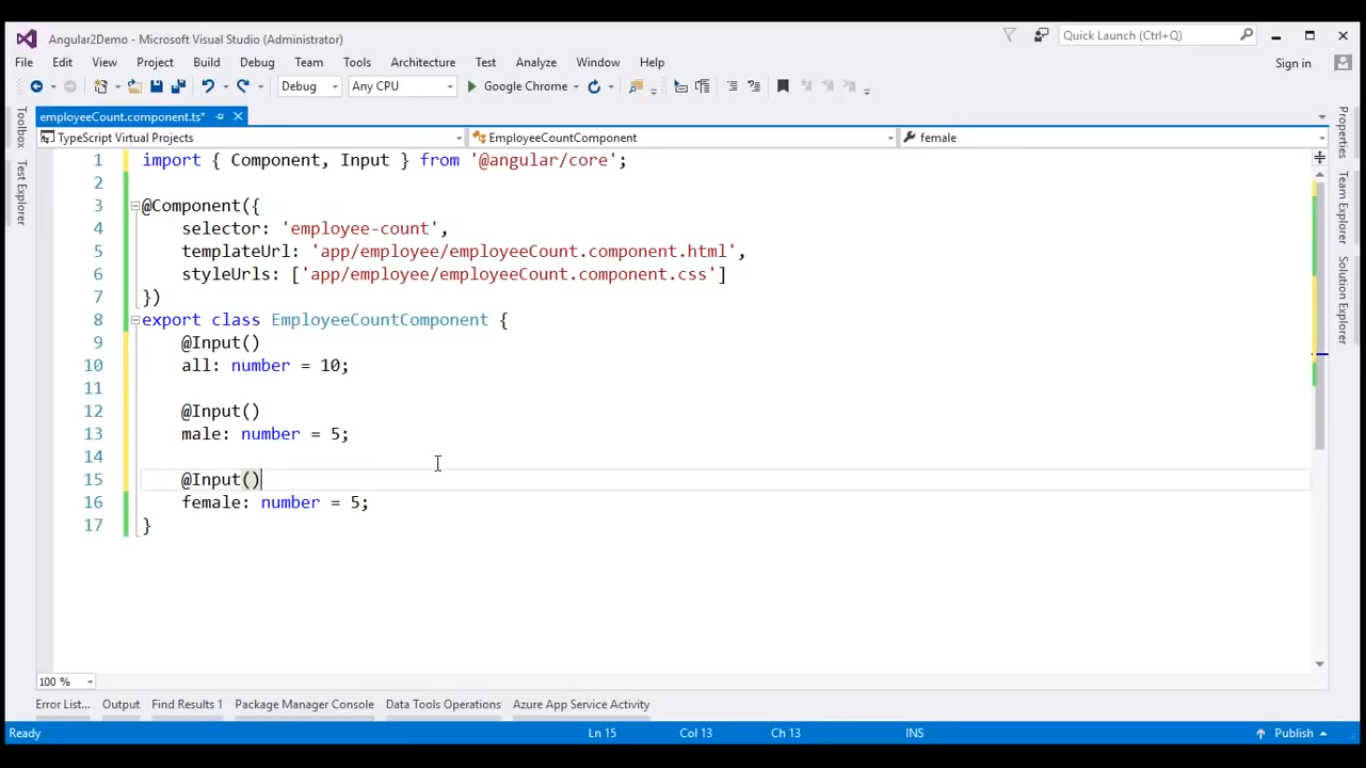 Angular2Demo - Microsoft Visual Studio (Administrator)
Quick Launch (Ctrl+Q)
File Edit View Project Build Debug Team Tools Architecture Test Analyze Window Help
Sign in
Debug Any CPU Google Chrome
employeeCount.component.ts*
TypeScript Virtual Projects EmployeeCountComponent female
Toolbox
Test Explorer
1 import { Component, Input } from '@angular/core';
2
3 @Component({
4 selector: 'employee-count',
5 templateUrl: 'app/employee/employeeCount.component.html',
6 styleUrls: ['app/employee/employeeCount.component.css']
7 })
8 export class EmployeeCountComponent {
9 @Input()
10 all: number = 10;
11
12 @Input()
13 male: number = 5;
14
15 @Input()
16 female: number = 5;
17 }
Properties
Team Explorer
Solution Explorer
100 %
Error List... Output Find Results 1 Package Manager Console Data Tools Operations Azure App Service Activity
Ready Ln 15 Col 13 Ch 13 INS Publish